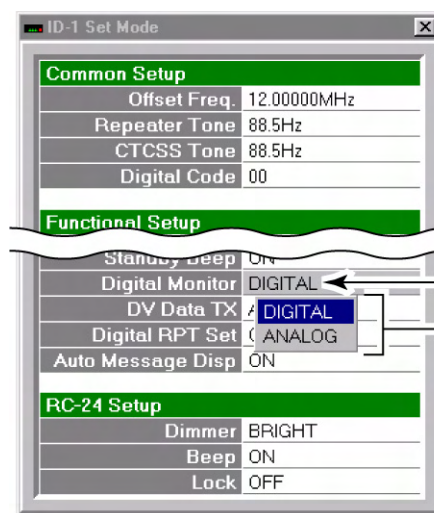 ID-1 Set Mode
Common Setup
Offset Freq. 12.00000MHz
Repeater Tone 88.5Hz
CTCSS Tone 88.5Hz
Digital Code 00
Functional Setup
Standby Beep ON
Digital Monitor DIGITAL
DV Data TX
DIGITAL
Digital RPT Set
ANALOG
Auto Message Disp ON
RC-24 Setup
Dimmer BRIGHT
Beep ON
Lock OFF